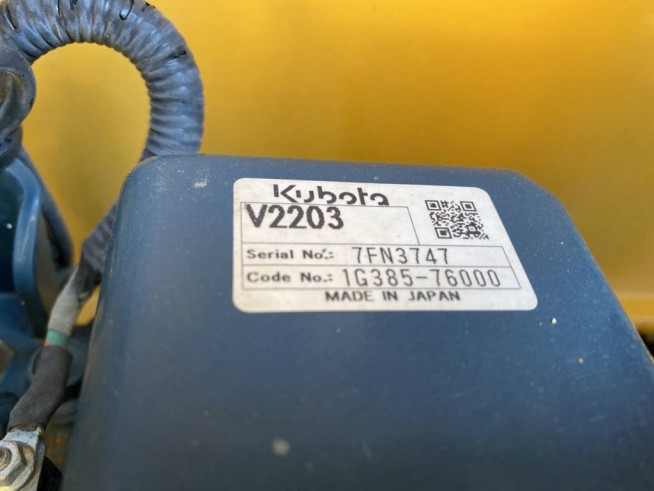 Kubota
V2203
Serial No.: 7FN3747
Code No.: 1G385-76000
MADE IN JAPAN